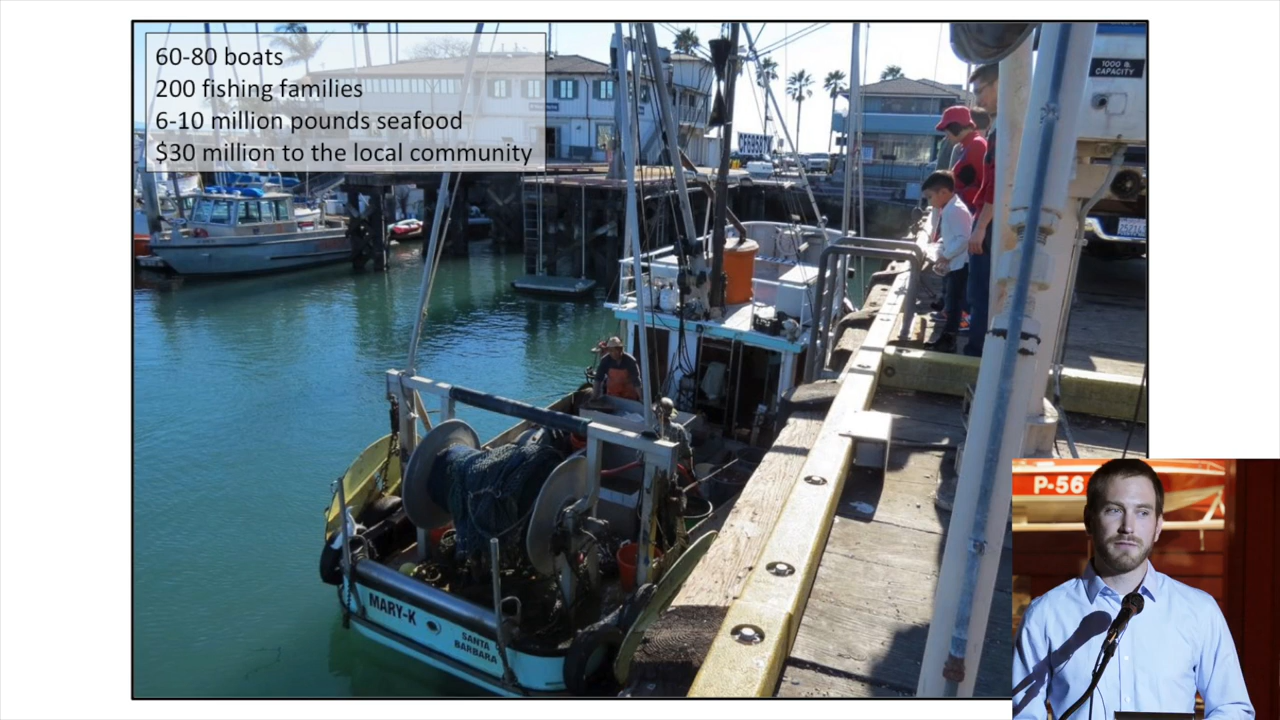 60-80 boats
200 fishing families
6-10 million pounds seafood
$30 million to the local community
1000 lb.
CAPACITY
MARY-K
SANTA
BARBARA
P-56